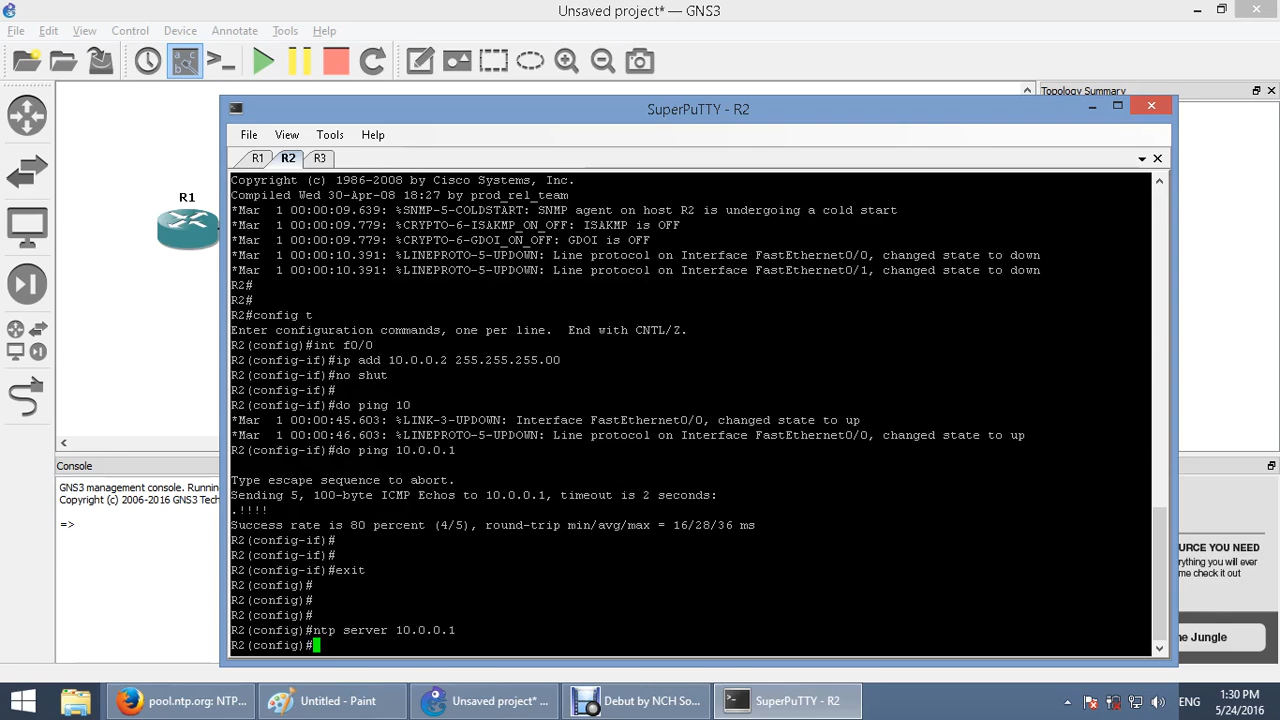 Unsaved project* — GNS3
File Edit View Control Device Annotate Tools Help
Topology Summary
SuperPuTTY - R2
File View Tools Help
R1 R2 R3
R1
Copyright (c) 1986-2008 by Cisco Systems, Inc.
Compiled Wed 30-Apr-08 18:27 by prod_rel_team
*Mar  1 00:00:09.639: %SNMP-5-COLDSTART: SNMP agent on host R2 is undergoing a cold start
*Mar  1 00:00:09.779: %CRYPTO-6-ISAKMP_ON_OFF: ISAKMP is OFF
*Mar  1 00:00:09.779: %CRYPTO-6-GDOI_ON_OFF: GDOI is OFF
*Mar  1 00:00:10.391: %LINEPROTO-5-UPDOWN: Line protocol on Interface FastEthernet0/0, changed state to down
*Mar  1 00:00:10.391: %LINEPROTO-5-UPDOWN: Line protocol on Interface FastEthernet0/1, changed state to down
R2#
R2#
R2#config t
Enter configuration commands, one per line.  End with CNTL/Z.
R2(config)#int f0/0
R2(config-if)#ip add 10.0.0.2 255.255.255.00
R2(config-if)#no shut
R2(config-if)#
R2(config-if)#do ping 10
*Mar  1 00:00:45.603: %LINK-3-UPDOWN: Interface FastEthernet0/0, changed state to up
*Mar  1 00:00:46.603: %LINEPROTO-5-UPDOWN: Line protocol on Interface FastEthernet0/0, changed state to up
R2(config-if)#do ping 10.0.0.1
Type escape sequence to abort.
Sending 5, 100-byte ICMP Echos to 10.0.0.1, timeout is 2 seconds:
.!!!!
Success rate is 80 percent (4/5), round-trip min/avg/max = 16/28/36 ms
R2(config-if)#
R2(config-if)#
R2(config-if)#exit
R2(config)#
R2(config)#
R2(config)#
R2(config)#ntp server 10.0.0.1
R2(config)#
Console
GNS3 management console. Running
Copyright (c) 2006-2016 GNS3 Tech
=>
URCE YOU NEED
erything you will ever
me check it out
he Jungle
pool.ntp.org: NTP... Untitled - Paint Unsaved project* -... Debut by NCH So... SuperPuTTY - R2 ENG
1:30 PM
5/24/2016